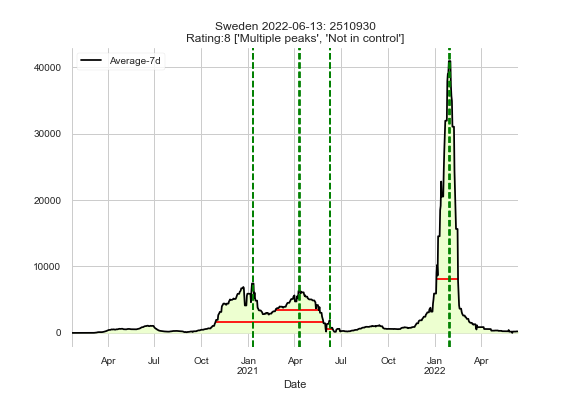 Sweden 2022-06-13: 2510930
Rating:8 ['Multiple peaks', 'Not in control']
Average-7d
40000
30000
20000
10000
0
Apr Jul Oct Jan Apr Jul Oct Jan Apr
2021 2022
Date